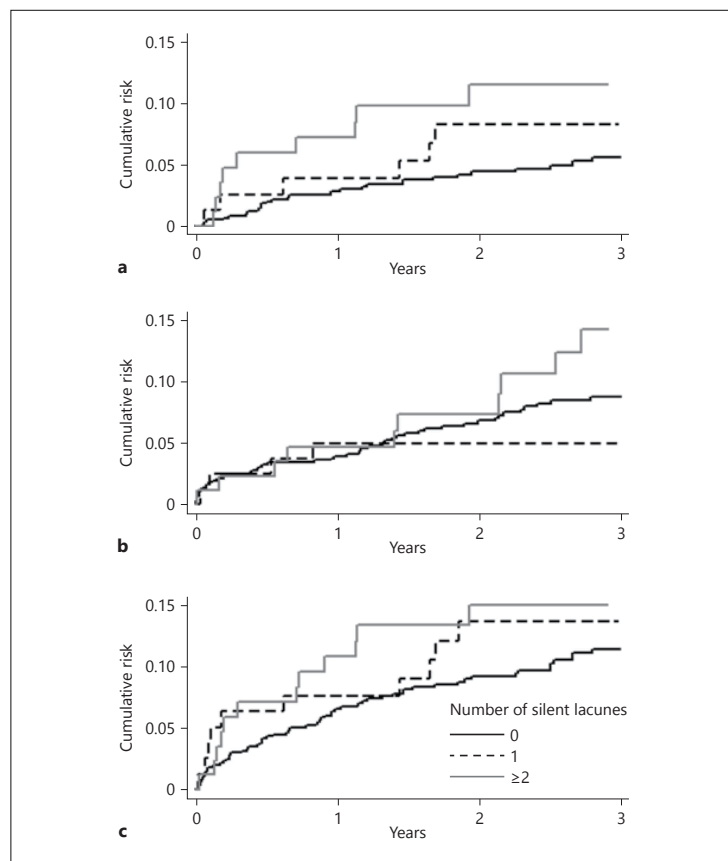 0.15
0.10
0.05
0
Cumulative risk
0 1 2 3
Years
a
0.15
0.10
0.05
0
Cumulative risk
0 1 2 3
Years
b
0.15
0.10
0.05
0
Cumulative risk
Number of silent lacunes
0
1
≥2
0 1 2 3
Years
c